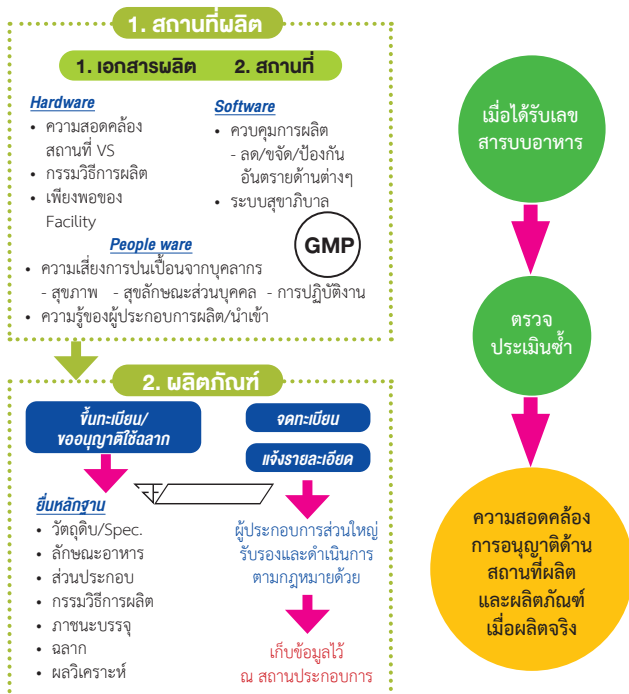 1. สถานที่ผลิต
1. เอกสารผลิต 2. สถานที่
Hardware
• ความสอดคล้อง
สถานที่ VS
• กรรมวิธีการผลิต
• เพียงพอของ
Facility
Software
• ควบคุมการผลิต
- ลด/ขจัด/ป้องกัน
อันตรายด้านต่างๆ
• ระบบสุขาภิบาล
GMP
People ware
• ความเสี่ยงการปนเปื้อนจากบุคลากร
- สุขภาพ - สุขลักษณะส่วนบุคคล - การปฏิบัติงาน
• ความรู้ของผู้ประกอบการผลิต/นำเข้า
2. ผลิตภัณฑ์
ขึ้นทะเบียน/
ขออนุญาติใช้ฉลาก
ยื่นหลักฐาน
• วัตถุดิบ/Spec.
• ลักษณะอาหาร
• ส่วนประกอบ
• กรรมวิธีการผลิต
• ภาชนะบรรจุ
• ฉลาก
• ผลวิเคราะห์
จดทะเบียน
แจ้งรายละเอียด
ผู้ประกอบการส่วนใหญ่
รับรองและดำเนินการ
ตามกฎหมายด้วย
เก็บข้อมูลไว้
ณ สถานประกอบการ
เมื่อได้รับเลข
สารบบอาหาร
ตรวจ
ประเมินซ้ำ
ความสอดคล้อง
การอนุญาติด้าน
สถานที่ผลิต
และผลิตภัณฑ์
เมื่อผลิตจริง